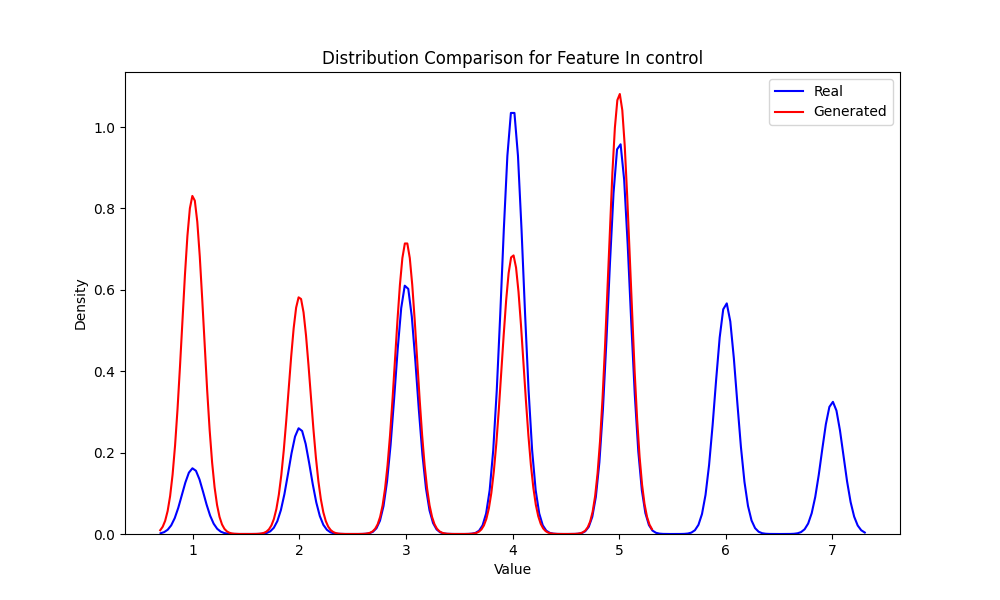 Distribution Comparison for Feature In control
Real
Generated
Density
1.0
0.8
0.6
0.4
0.2
0.0
1 2 3 4 5 6 7
Value